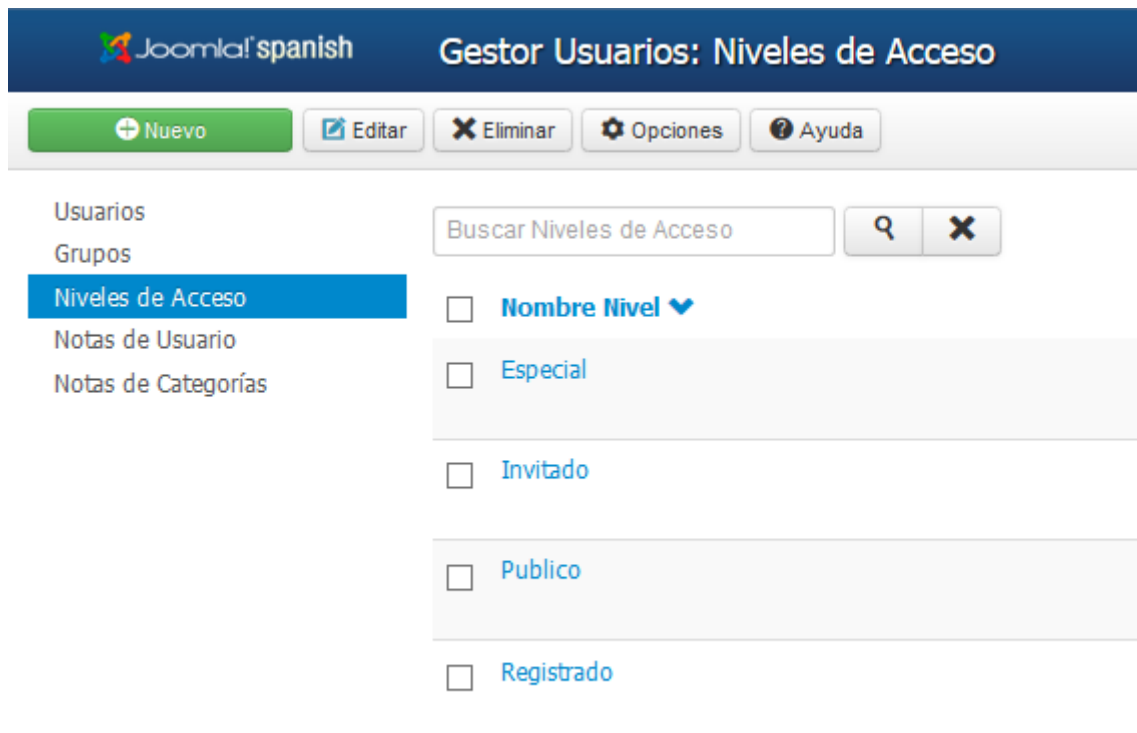 Joomla! spanish Gestor Usuarios: Niveles de Acceso
Nuevo Editar Eliminar Opciones Ayuda
Usuarios
Grupos
Niveles de Acceso
Notas de Usuario
Notas de Categorías
Buscar Niveles de Acceso
Nombre Nivel
Especial
Invitado
Publico
Registrado